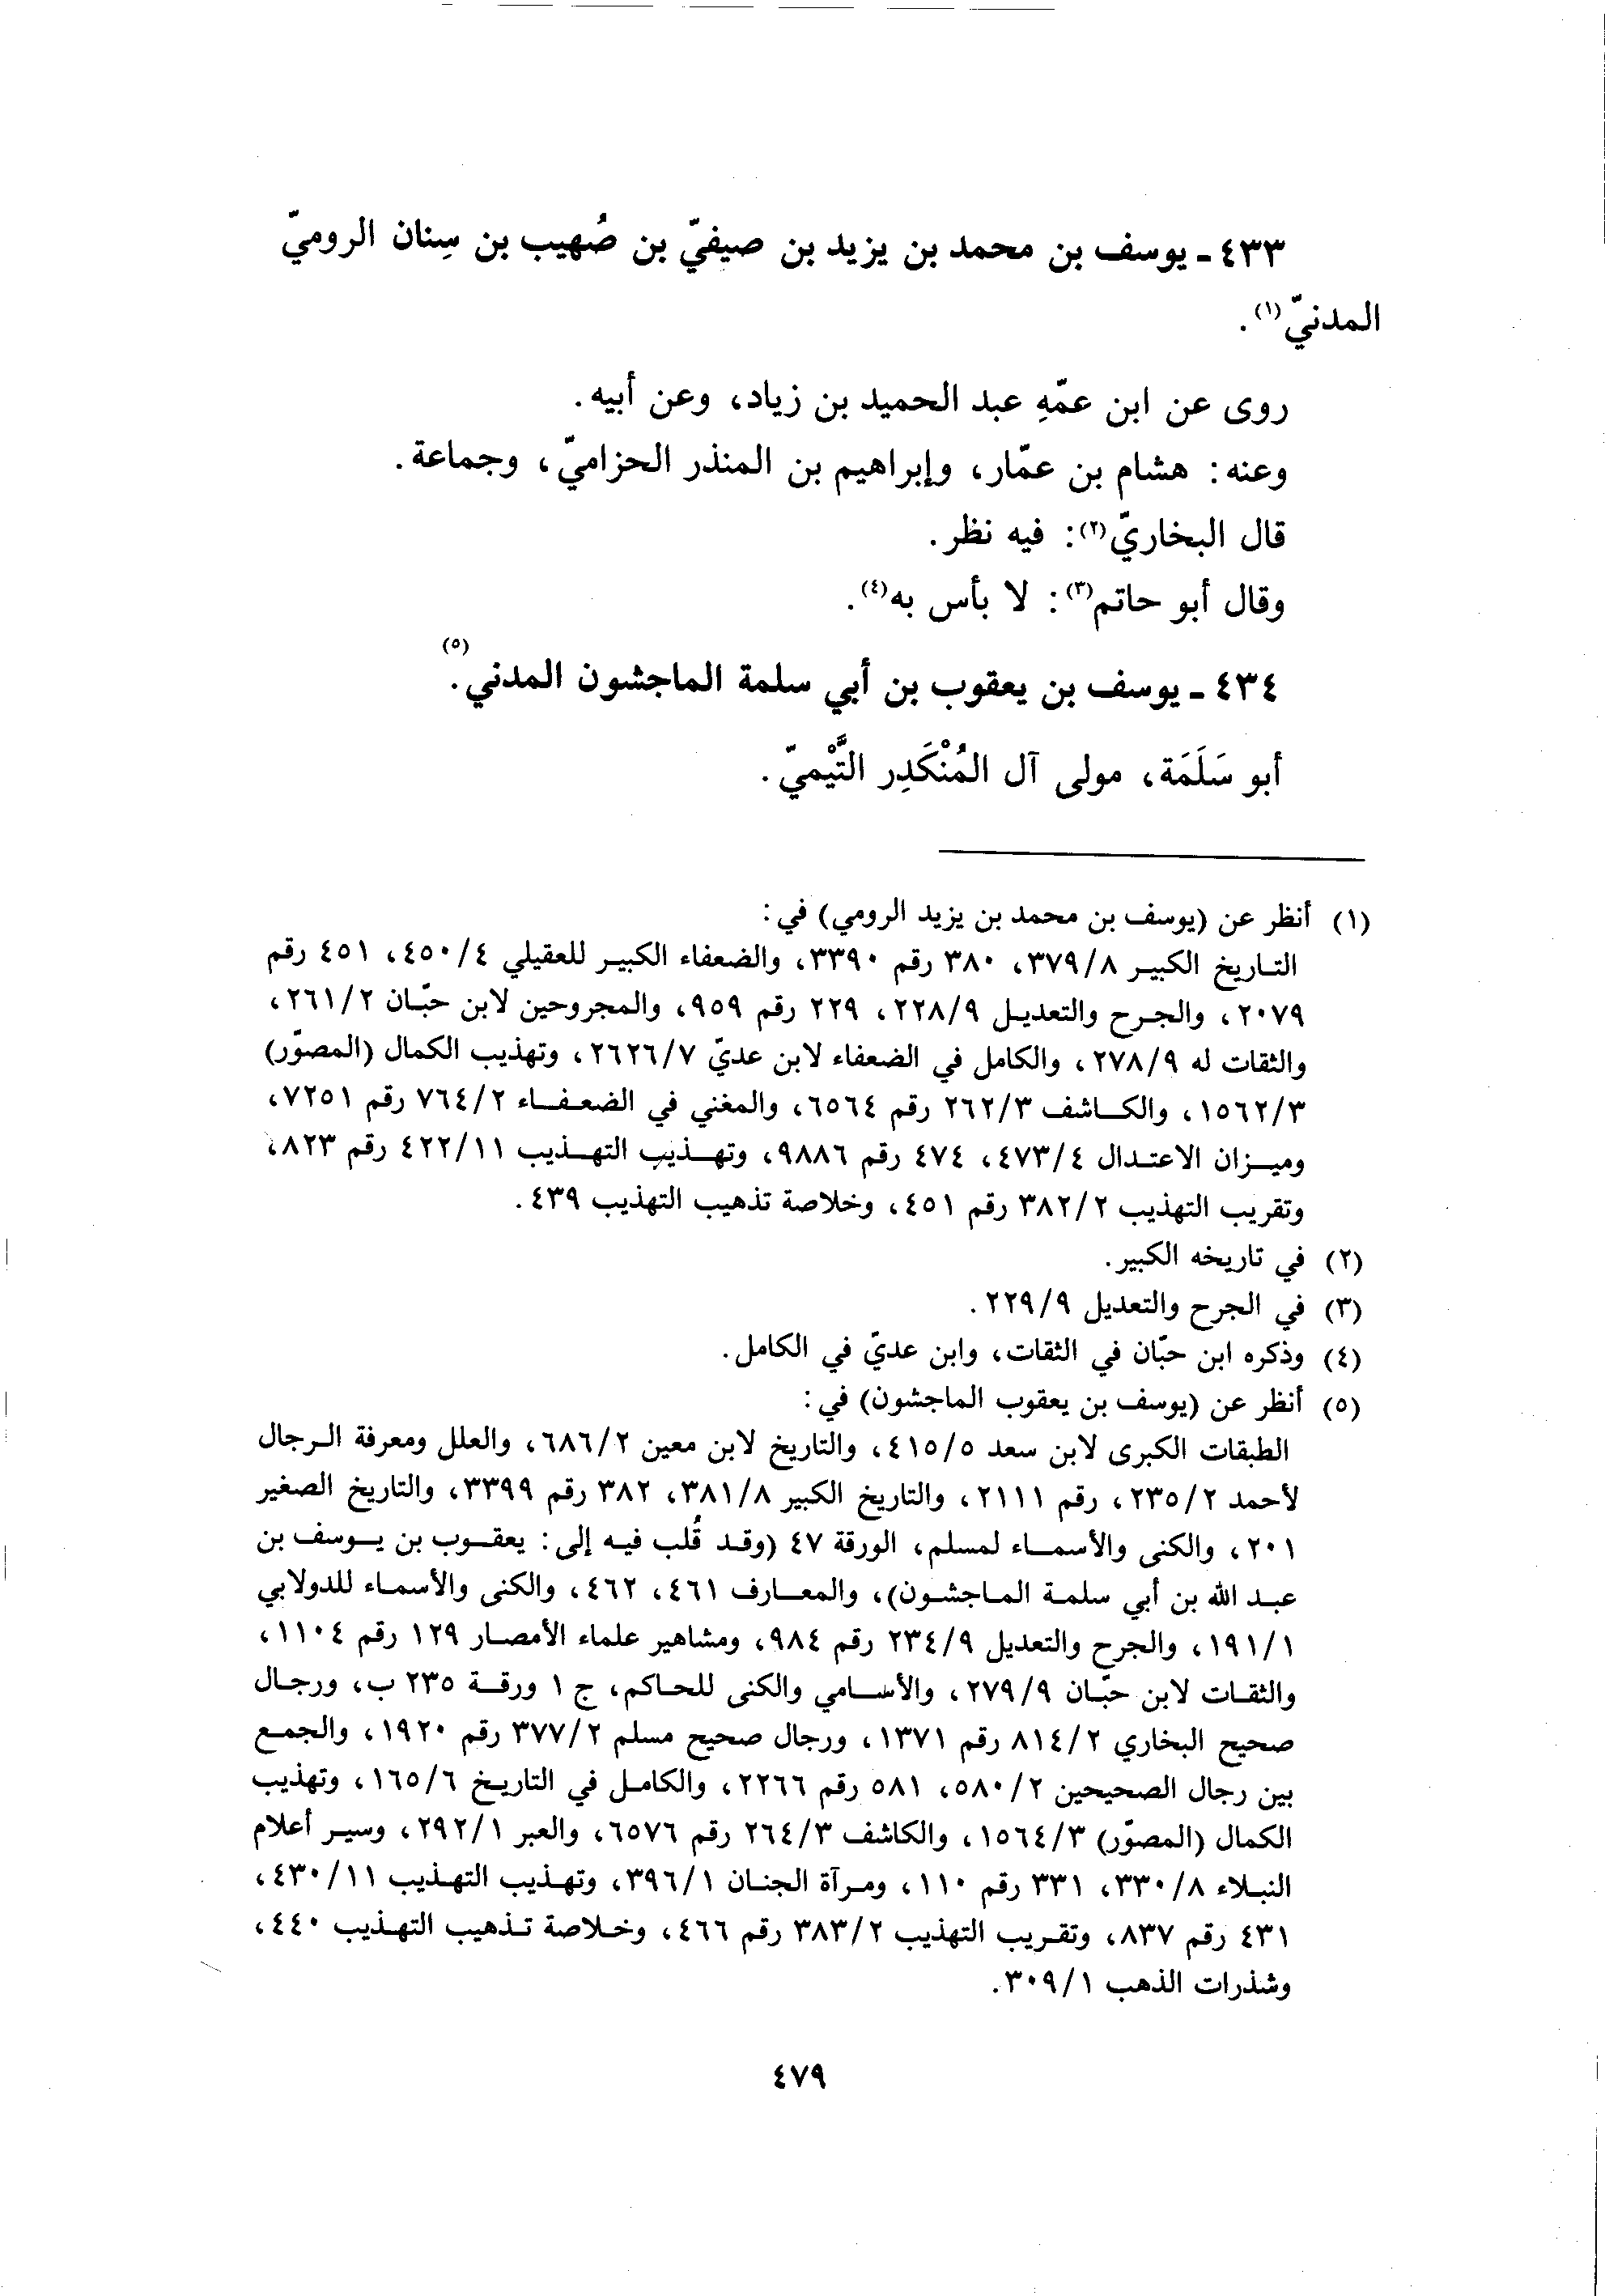 ٤٣٣ ـ يوسف بن محمد بن يزيد بن صيفيّ بن صُهيب بن سِنان الروميّ
المدنيّ(١).
روى عن ابن عمّهِ عبد الحميد بن زياد، وعن أبيه.
وعنه: هشام بن عمّار، وإبراهيم بن المنذر الحزاميّ، وجماعة.
قال البخاريّ(٢): فيه نظر.
وقال أبو حاتم(٣): لا بأس به(٤).
٤٣٤ ـ يوسف بن يعقوب بن أبي سلمة الماجشون المدني(٥).
أبو سَلَمَة، مولى آل المُنْكَدِر التَّيْميّ.
(١) أنظر عن (يوسف بن محمد بن يزيد الرومي) في:
التاريخ الكبير ٣٧٩/٨، ٣٨٠ رقم ٣٣٩٠، والضعفاء الكبير للعقيلي ٤٥٠/٤، ٤٥١ رقم
٢٠٧٩، والجرح والتعديل ٢٢٨/٩، ٢٢٩ رقم ٩٥٩، والمجروحين لابن حبّان ٢٦١/٢،
والثقات له ٢٧٨/٩، والكامل في الضعفاء لابن عديّ ٢٦٢٦/٧، وتهذيب الكمال (المصوّر)
١٥٦٢/٣، والكاشف ٢٦٢/٣ رقم ٦٥٦٤، والمغني في الضعفاء ٧٦٤/٢ رقم ٧٢٥١،
وميزان الاعتدال ٤٧٣/٤، ٤٧٤ رقم ٩٨٨٦، وتهذيب التهذيب ٤٢٢/١١ رقم ٨٢٣،
وتقريب التهذيب ٣٨٢/٢ رقم ٤٥١، وخلاصة تذهيب التهذيب ٤٣٩.
(٢) في تاريخه الكبير.
(٣) في الجرح والتعديل ٢٢٩/٩.
(٤) وذكره ابن حبّان في الثقات، وابن عديّ في الكامل.
(٥) أنظر عن (يوسف بن يعقوب الماجشون) في:
الطبقات الكبرى لابن سعد ٤١٥/٥، والتاريخ لابن معين ٦٨٦/٢، والعلل ومعرفة الرجال
لأحمد ٢٣٥/٢، رقم ٢١١١، والتاريخ الكبير ٣٨١/٨، ٣٨٢ رقم ٣٣٩٩، والتاريخ الصغير
٢٠١، والكنى والأسماء لمسلم، الورقة ٤٧ (وقد قُلب فيه إلى: يعقوب بن يوسف بن
عبد الله بن أبي سلمة الماجشون)، والمعارف ٤٦١، ٤٦٢، والكنى والأسماء للدولابي
١٩١/١، والجرح والتعديل ٢٣٤/٩ رقم ٩٨٤، ومشاهير علماء الأمصار ١٢٩ رقم ١١٠٤،
والثقات لابن حبّان ٢٧٩/٩، والأسامي والكنى للحاكم، ج ١ ورقة ٢٣٥ ب، ورجال
صحيح البخاري ٨١٤/٢ رقم ١٣٧١، ورجال صحيح مسلم ٣٧٧/٢ رقم ١٩٢٠، والجمع
بين رجال الصحيحين ٥٨٠/٢، ٥٨١ رقم ٢٢٦٦، والكامل في التاريخ ١٦٥/٦، وتهذيب
الكمال (المصوّر) ١٥٦٤/٣، والكاشف ٢٦٤/٣ رقم ٦٥٧٦، والعبر ٢٩٢/١، وسير أعلام
النبلاء ٣٣٠/٨، ٣٣١ رقم ١١٠، ومرآة الجنان ٣٩٦/١، وتهذيب التهذيب ٤٣٠/١١،
٤٣١ رقم ٨٣٧، وتقريب التهذيب ٣٨٣/٢ رقم ٤٦٦، وخلاصة تذهيب التهذيب ٤٤٠،
وشذرات الذهب ٣٠٩/١.
٤٧٩